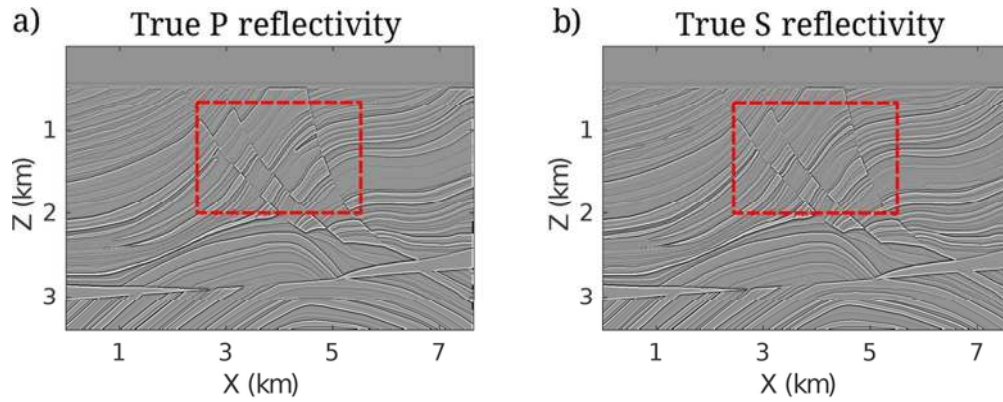 a) True P reflectivity
1
2
3
Z (km)
1 3 5 7
X (km)
b) True S reflectivity
1
2
3
Z (km)
1 3 5 7
X (km)